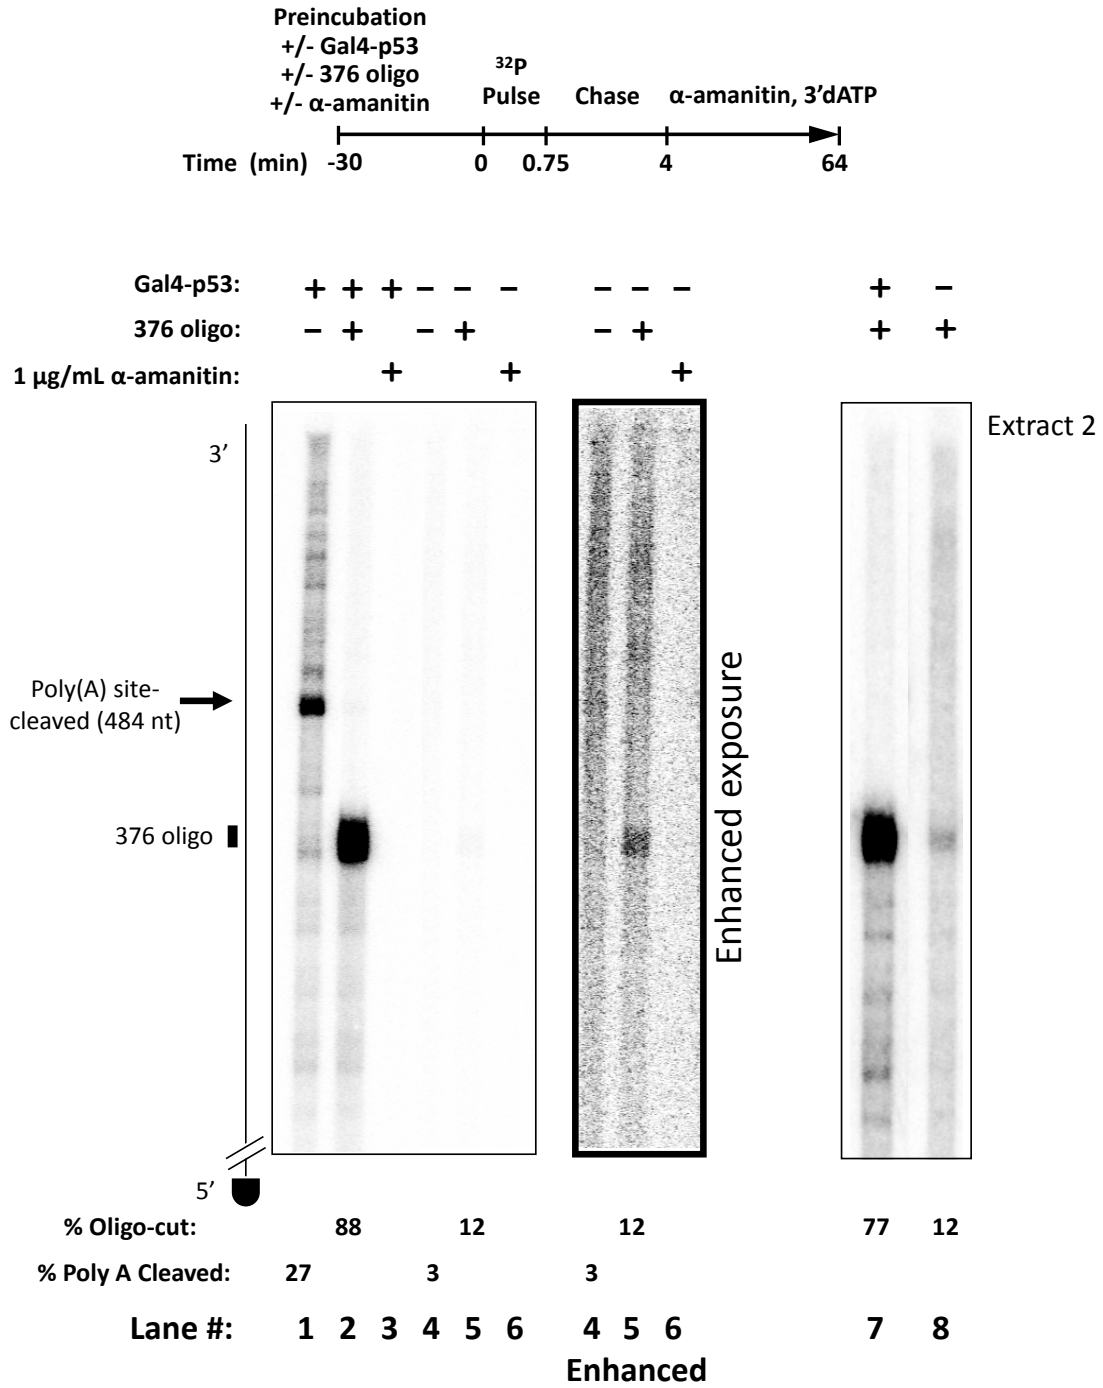 Preincubation
+/- Gal4-p53
+/- 376 oligo
+/- α-amanitin
³²P
Pulse
Chase
α-amanitin, 3'dATP
Time (min) -30 0 0.75 4 64
Gal4-p53: + + + – – – – – – + –
376 oligo: – + – + – + + +
1 µg/mL α-amanitin: + + +
Extract 2
3'
Poly(A) site-
cleaved (484 nt)
376 oligo
Enhanced exposure
5'
% Oligo-cut: 88 12 12 77 12
% Poly A Cleaved: 27 3 3
Lane #: 1 2 3 4 5 6 4 5 6 7 8
Enhanced